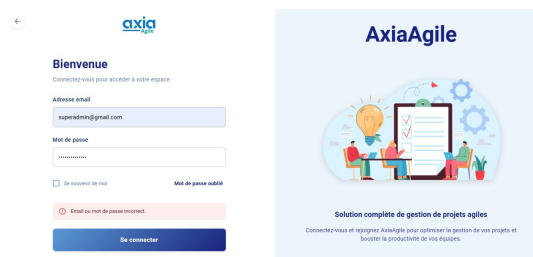 axia
Agile
Bienvenue
Connectez-vous pour accéder à votre espace
Adresse email
superadmin@gmail.com
Mot de passe
••••••••••••••
Se souvenir de moi
Mot de passe oublié
Email ou mot de passe incorrect.
Se connecter
AxiaAgile
Solution complète de gestion de projets agiles
Connectez-vous et rejoignez AxiaAgile pour optimiser la gestion de vos projets et
booster la productivité de vos équipes.